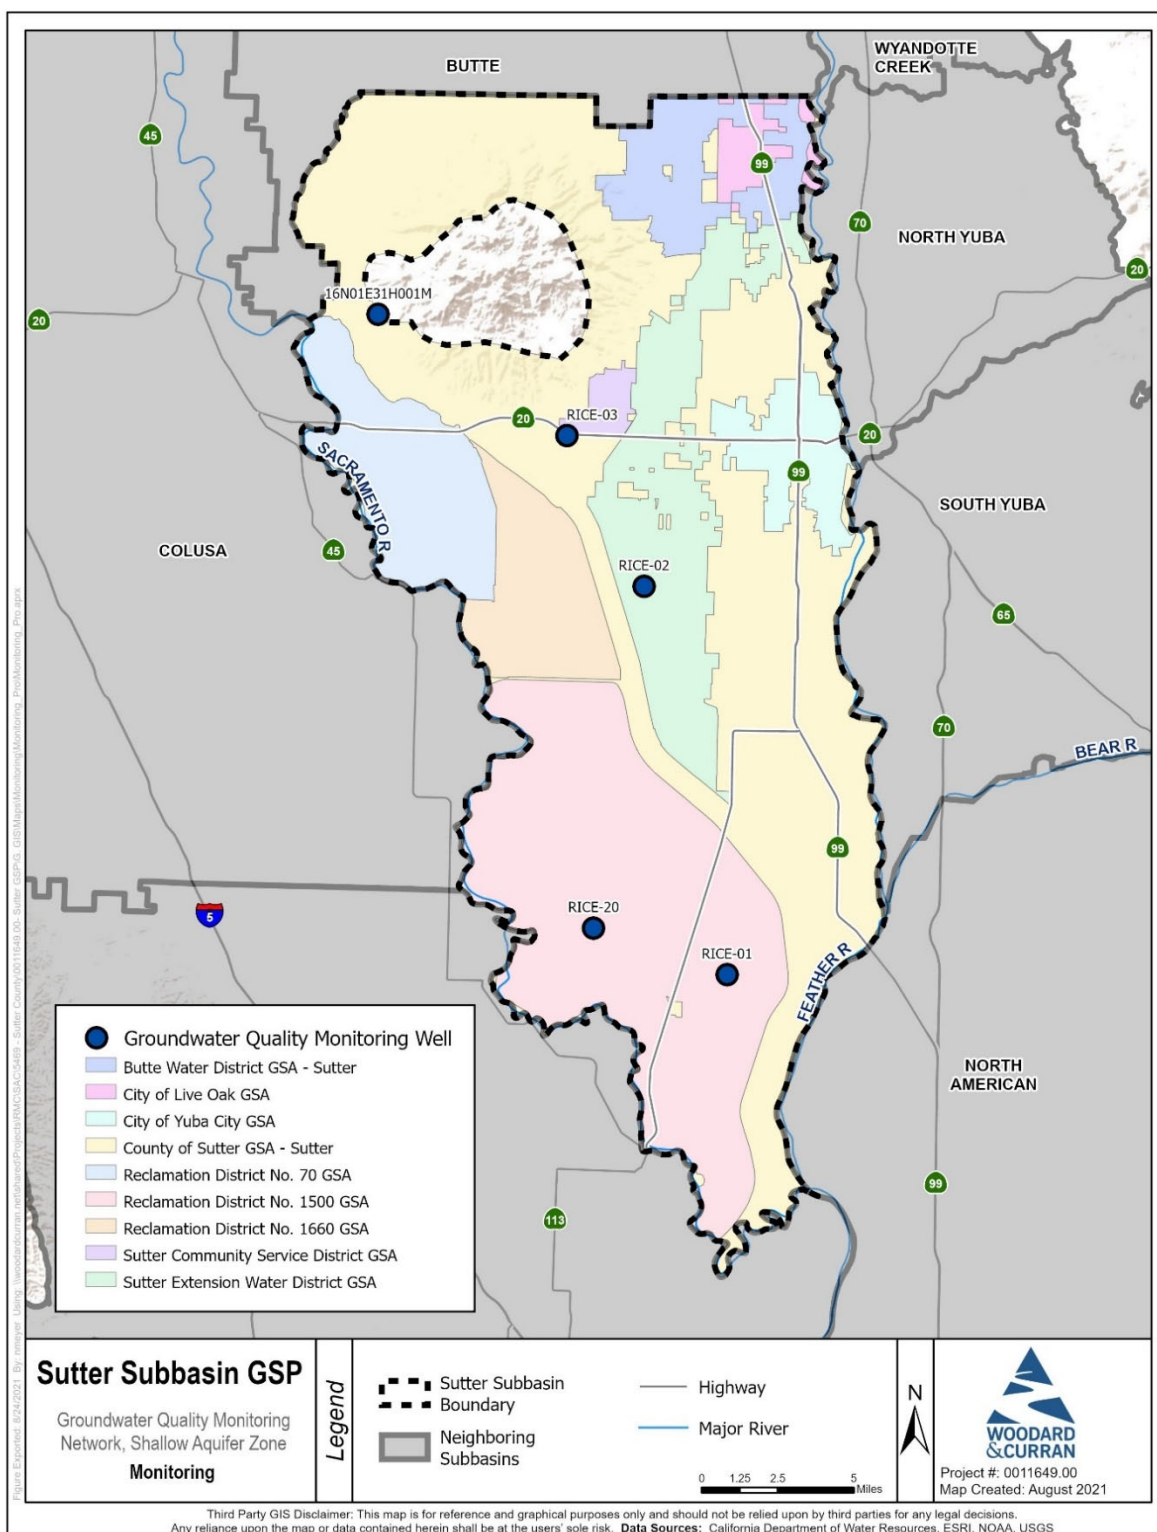 BUTTE
WYANDOTTE
CREEK
45
99
70
NORTH YUBA
20
16N01E31H001M
20
RICE-03
20
20
99
SACRAMENTO R
SOUTH YUBA
COLUSA
45
RICE-02
65
70
BEAR R
99
5
RICE-20
RICE-01
FEATHER R
NORTH
AMERICAN
99
113
Groundwater Quality Monitoring Well
Butte Water District GSA - Sutter
City of Live Oak GSA
City of Yuba City GSA
County of Sutter GSA - Sutter
Reclamation District No. 70 GSA
Reclamation District No. 1500 GSA
Reclamation District No. 1660 GSA
Sutter Community Service District GSA
Sutter Extension Water District GSA
Sutter Subbasin GSP
Groundwater Quality Monitoring
Network, Shallow Aquifer Zone
Monitoring
Legend
Sutter Subbasin
Boundary
Neighboring
Subbasins
Highway
Major River
0 1.25 2.5 5
Miles
N
WOODARD
&CURRAN
Project #: 0011649.00
Map Created: August 2021
Third Party GIS Disclaimer: This map is for reference and graphical purposes only and should not be relied upon by third parties for any legal decisions.
Any reliance upon the map or data contained herein shall be at the users' sole risk. Data Sources: California Department of Water Resources, ESRI, NOAA, USGS
Figure Exported: 8/24/2021 By: nmeyer Using: